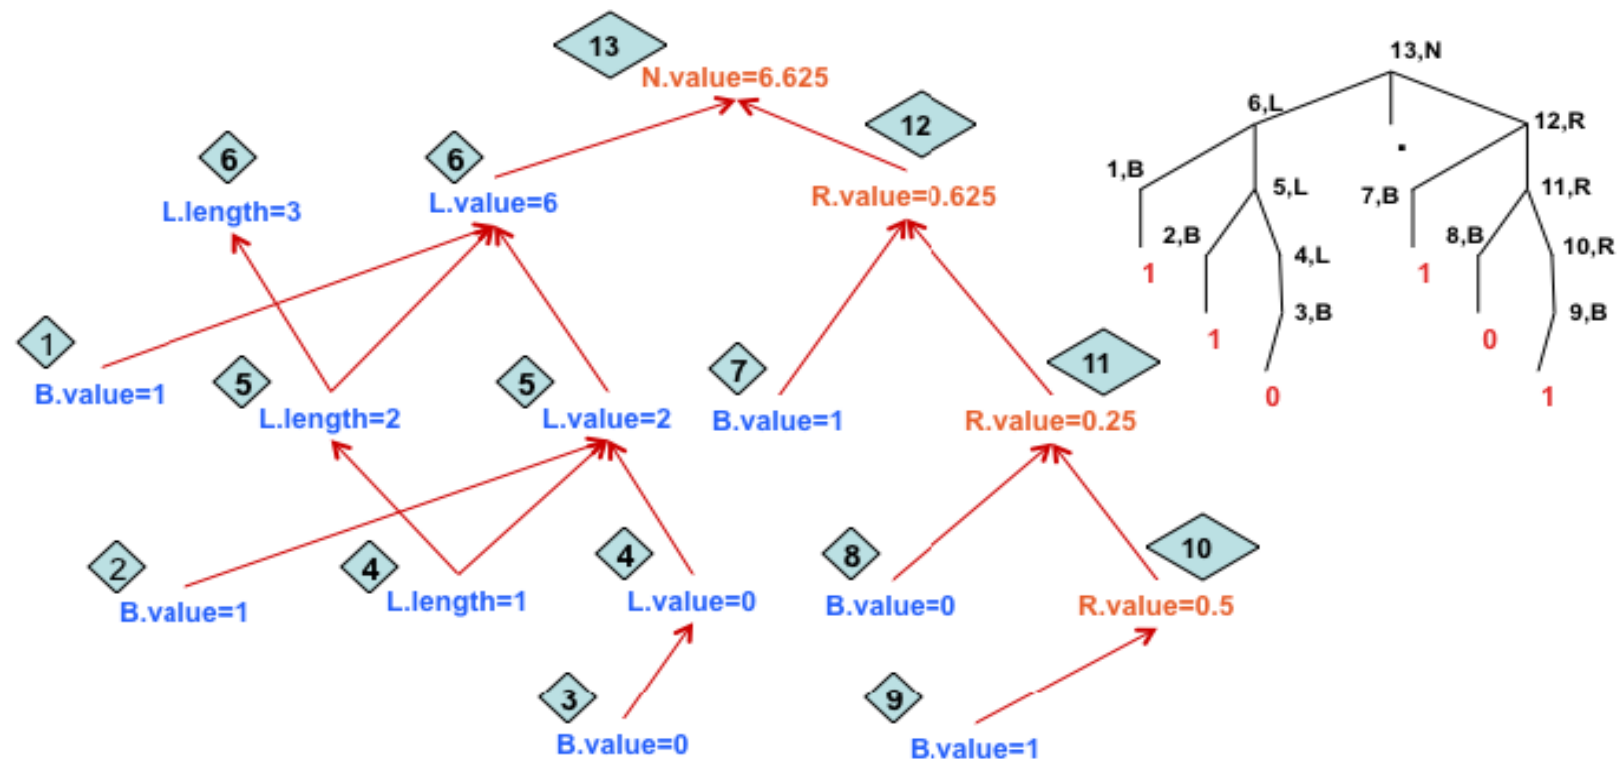 13
N.value=6.625
12
6
L.length=3
6
L.value=6
R.value=0.625
1
B.value=1
5
L.length=2
5
L.value=2
7
B.value=1
11
R.value=0.25
2
B.value=1
4
L.length=1
4
L.value=0
8
B.value=0
10
R.value=0.5
3
B.value=0
9
B.value=1
13,N
6,L
.
12,R
1,B
5,L
7,B
11,R
2,B
4,L
8,B
10,R
1
3,B
1
9,B
1
0
0
1